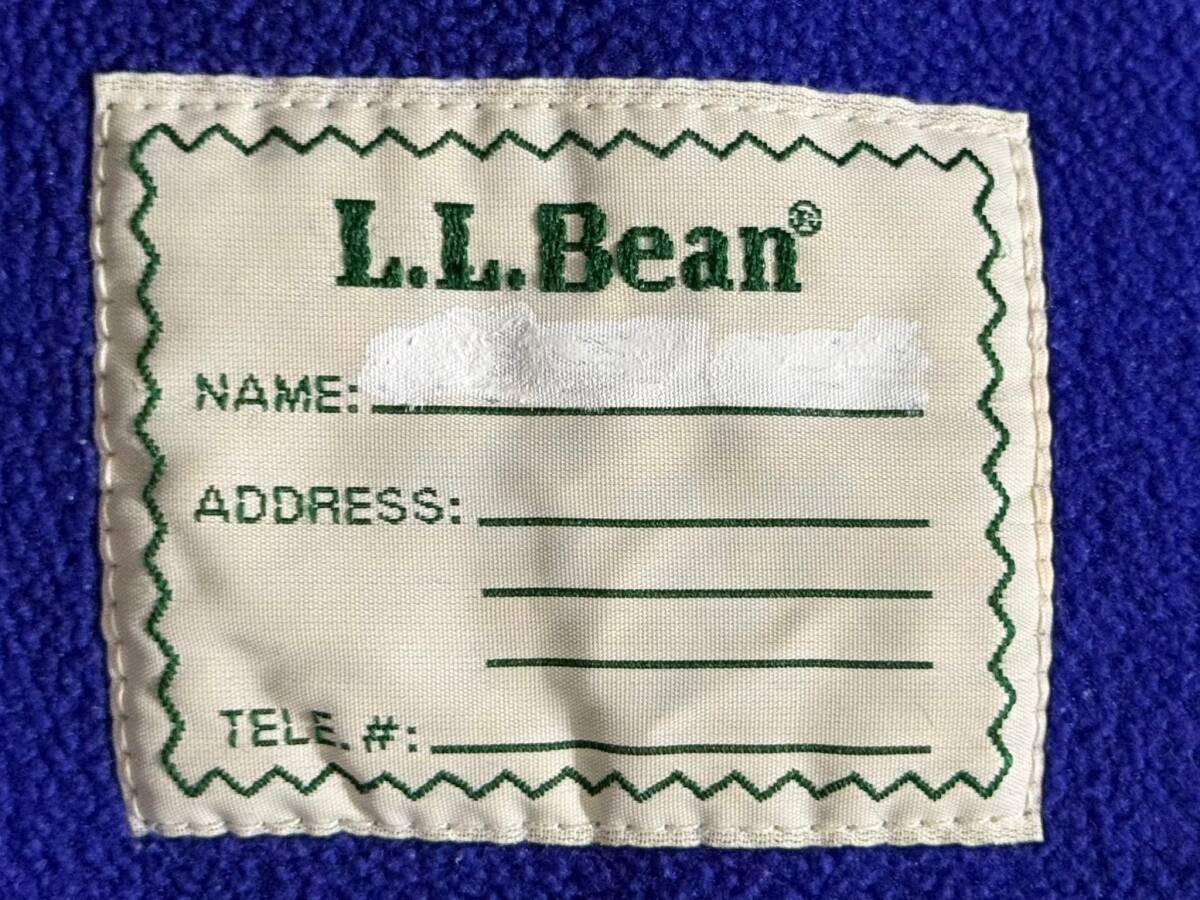 L.L.Bean®
NAME:
ADDRESS:
TELE. #: